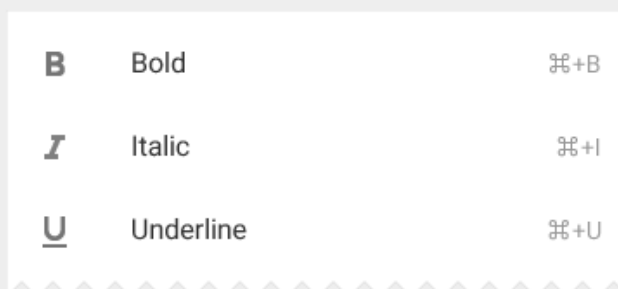 B Bold ⌘+B
I Italic ⌘+I
U Underline ⌘+U